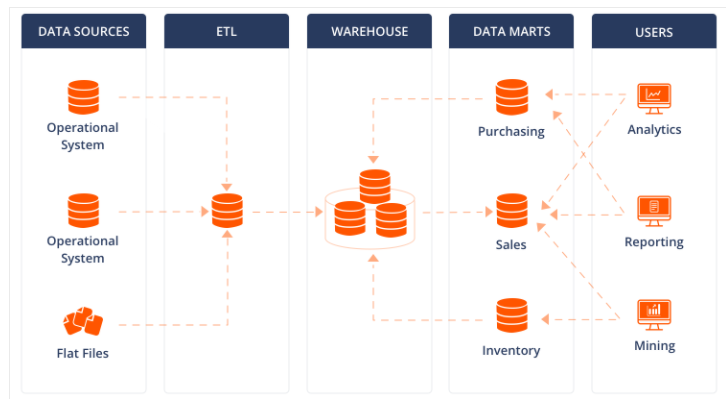 DATA SOURCES
ETL
WAREHOUSE
DATA MARTS
USERS
Operational
System
Purchasing
Analytics
Operational
System
Sales
Reporting
Flat Files
Inventory
Mining